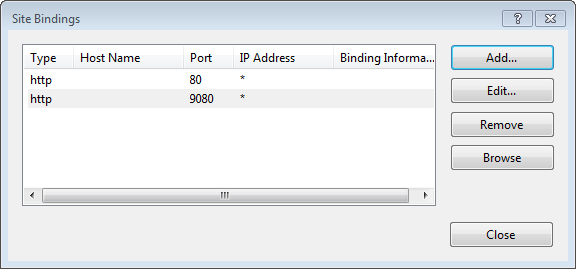 Site Bindings
Type Host Name Port IP Address Binding Informa...
http 80 *
http 9080 *
Add...
Edit...
Remove
Browse
Close